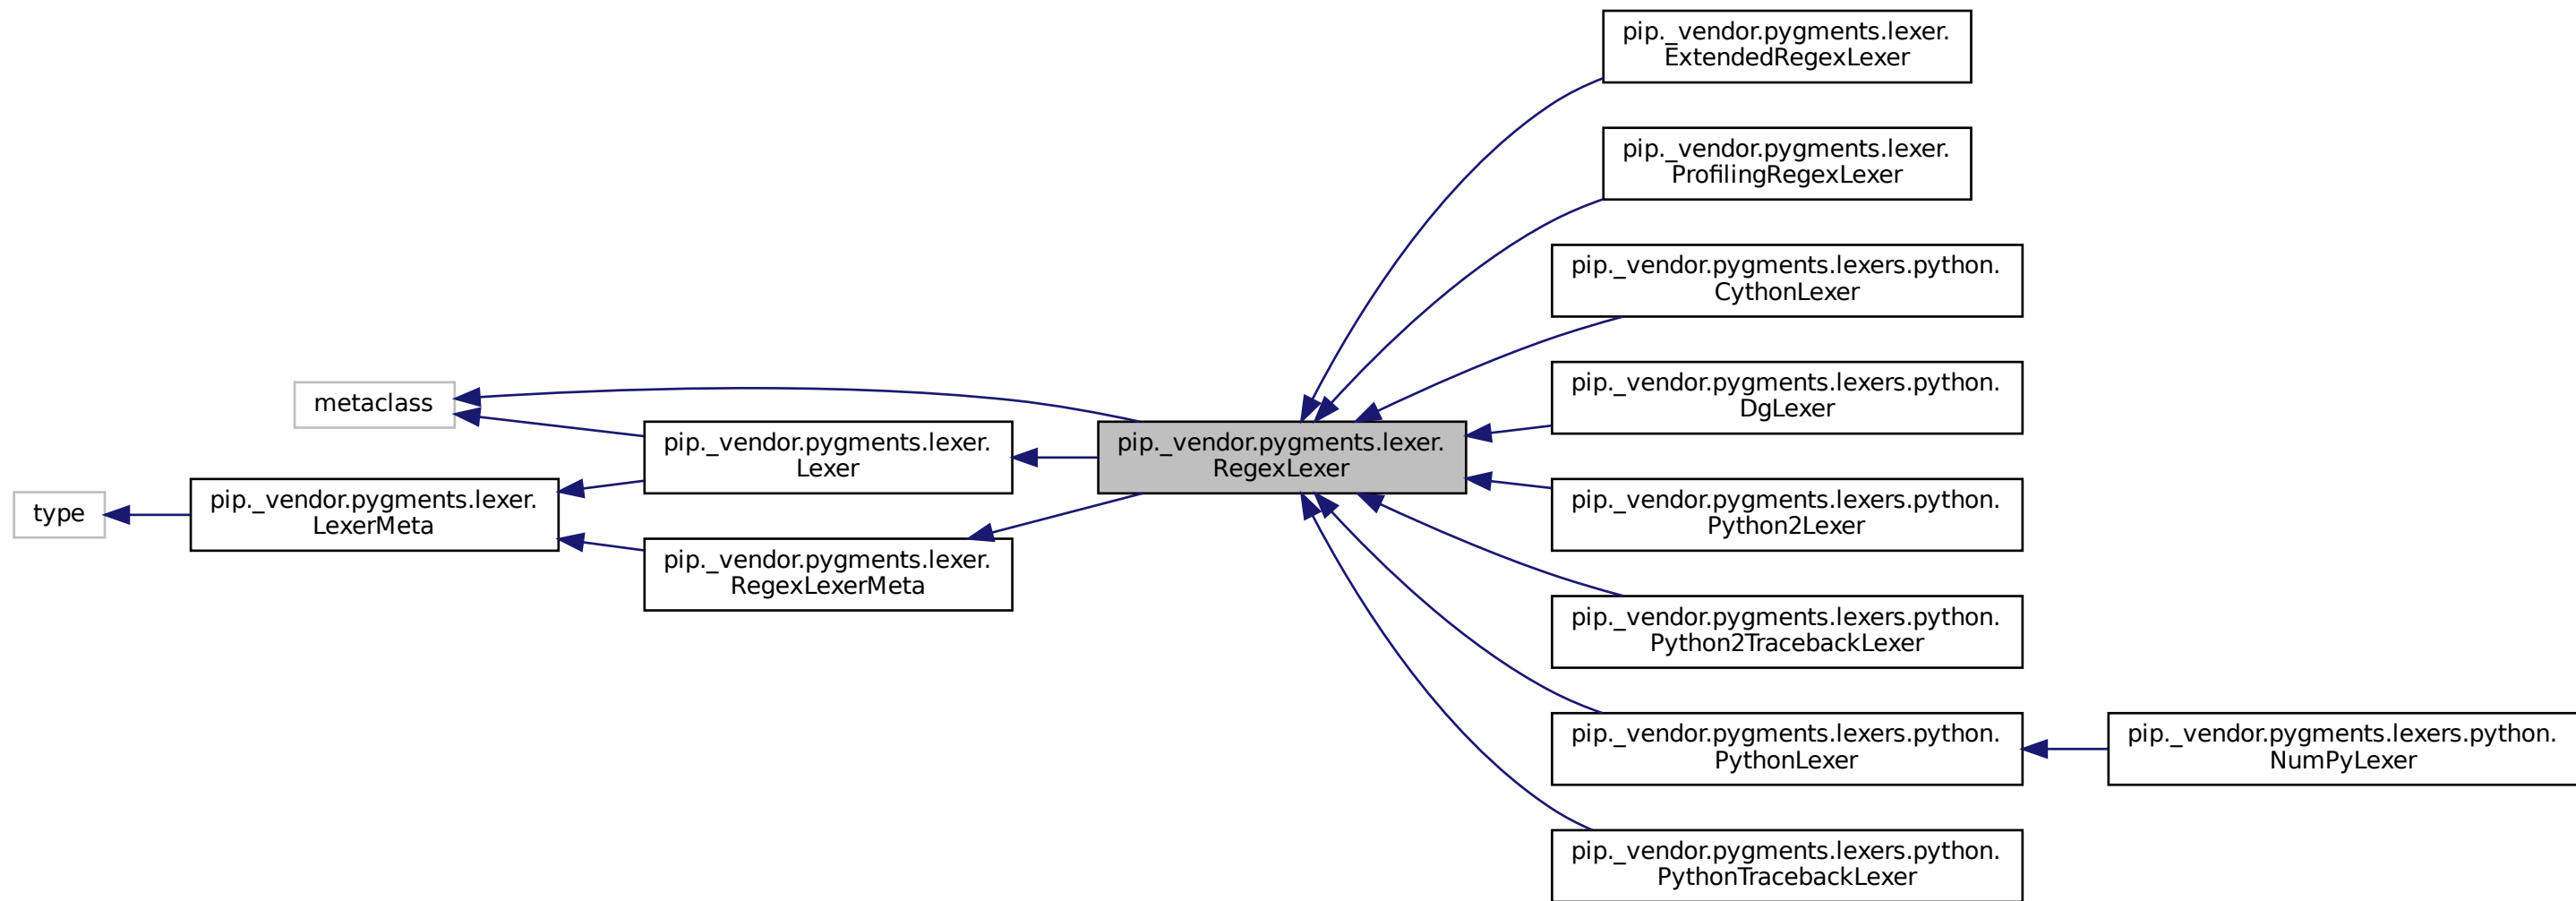 pip._vendor.pygments.lexer.
ExtendedRegexLexer
pip._vendor.pygments.lexer.
ProfilingRegexLexer
pip._vendor.pygments.lexers.python.
CythonLexer
pip._vendor.pygments.lexers.python.
DgLexer
metaclass
pip._vendor.pygments.lexer.
Lexer
pip._vendor.pygments.lexer.
RegexLexer
type
pip._vendor.pygments.lexer.
LexerMeta
pip._vendor.pygments.lexers.python.
Python2Lexer
pip._vendor.pygments.lexer.
RegexLexerMeta
pip._vendor.pygments.lexers.python.
Python2TracebackLexer
pip._vendor.pygments.lexers.python.
PythonLexer
pip._vendor.pygments.lexers.python.
NumPyLexer
pip._vendor.pygments.lexers.python.
PythonTracebackLexer